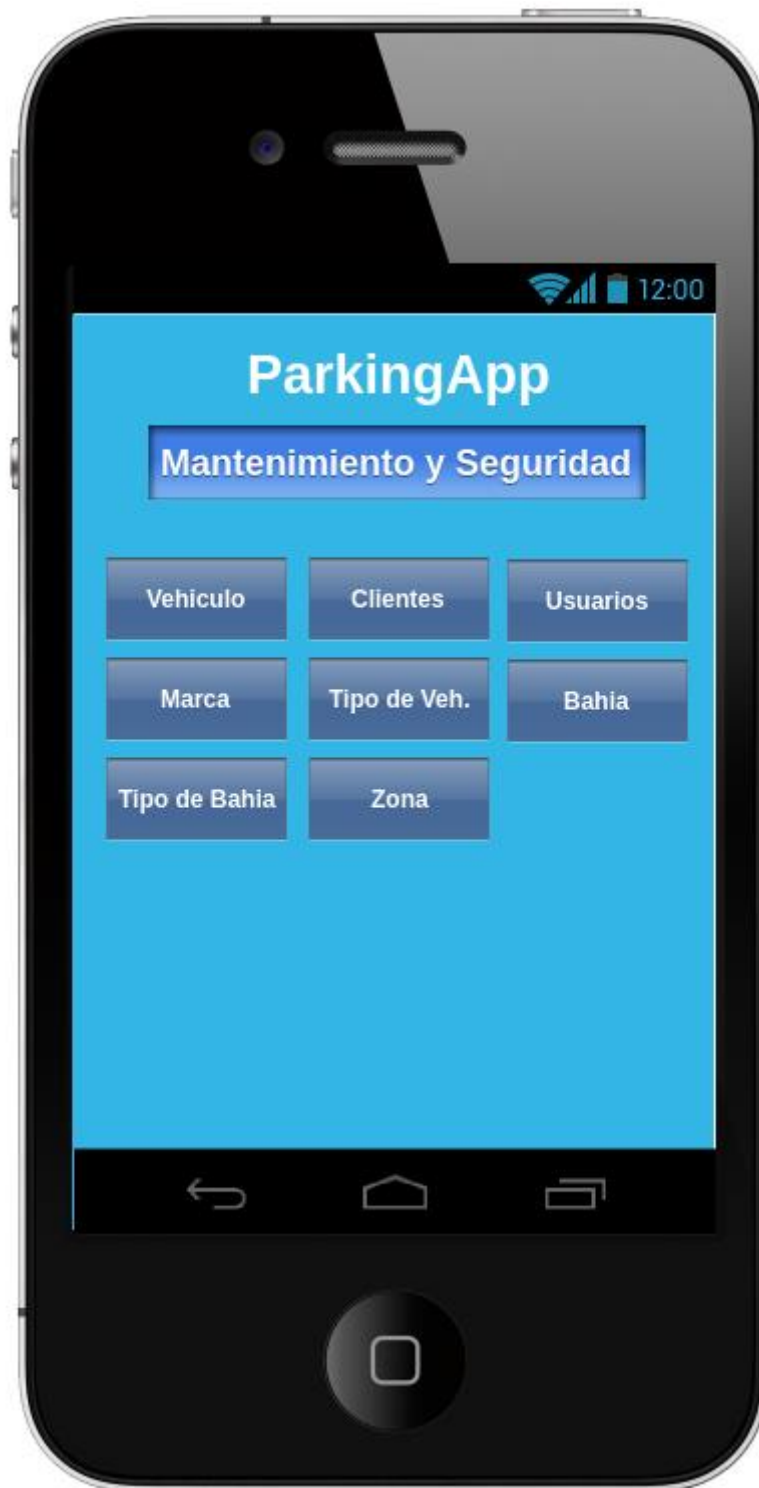 12:00
ParkingApp
Mantenimiento y Seguridad
Vehiculo Clientes Usuarios
Marca Tipo de Veh. Bahia
Tipo de Bahia Zona